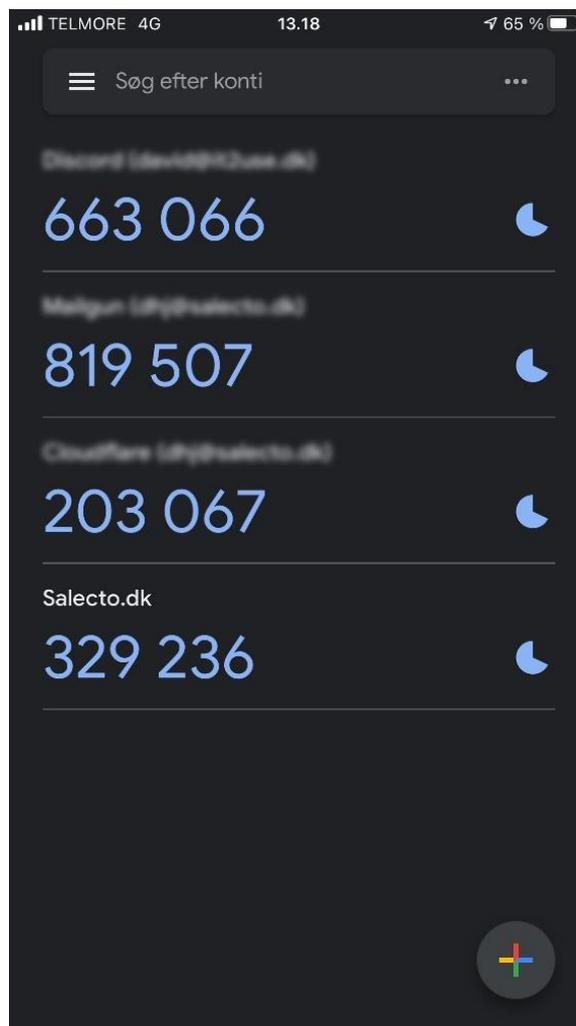 TELMORE 4G 13.18 65 %
Søg efter konti
663 066
819 507
203 067
Salecto.dk
329 236